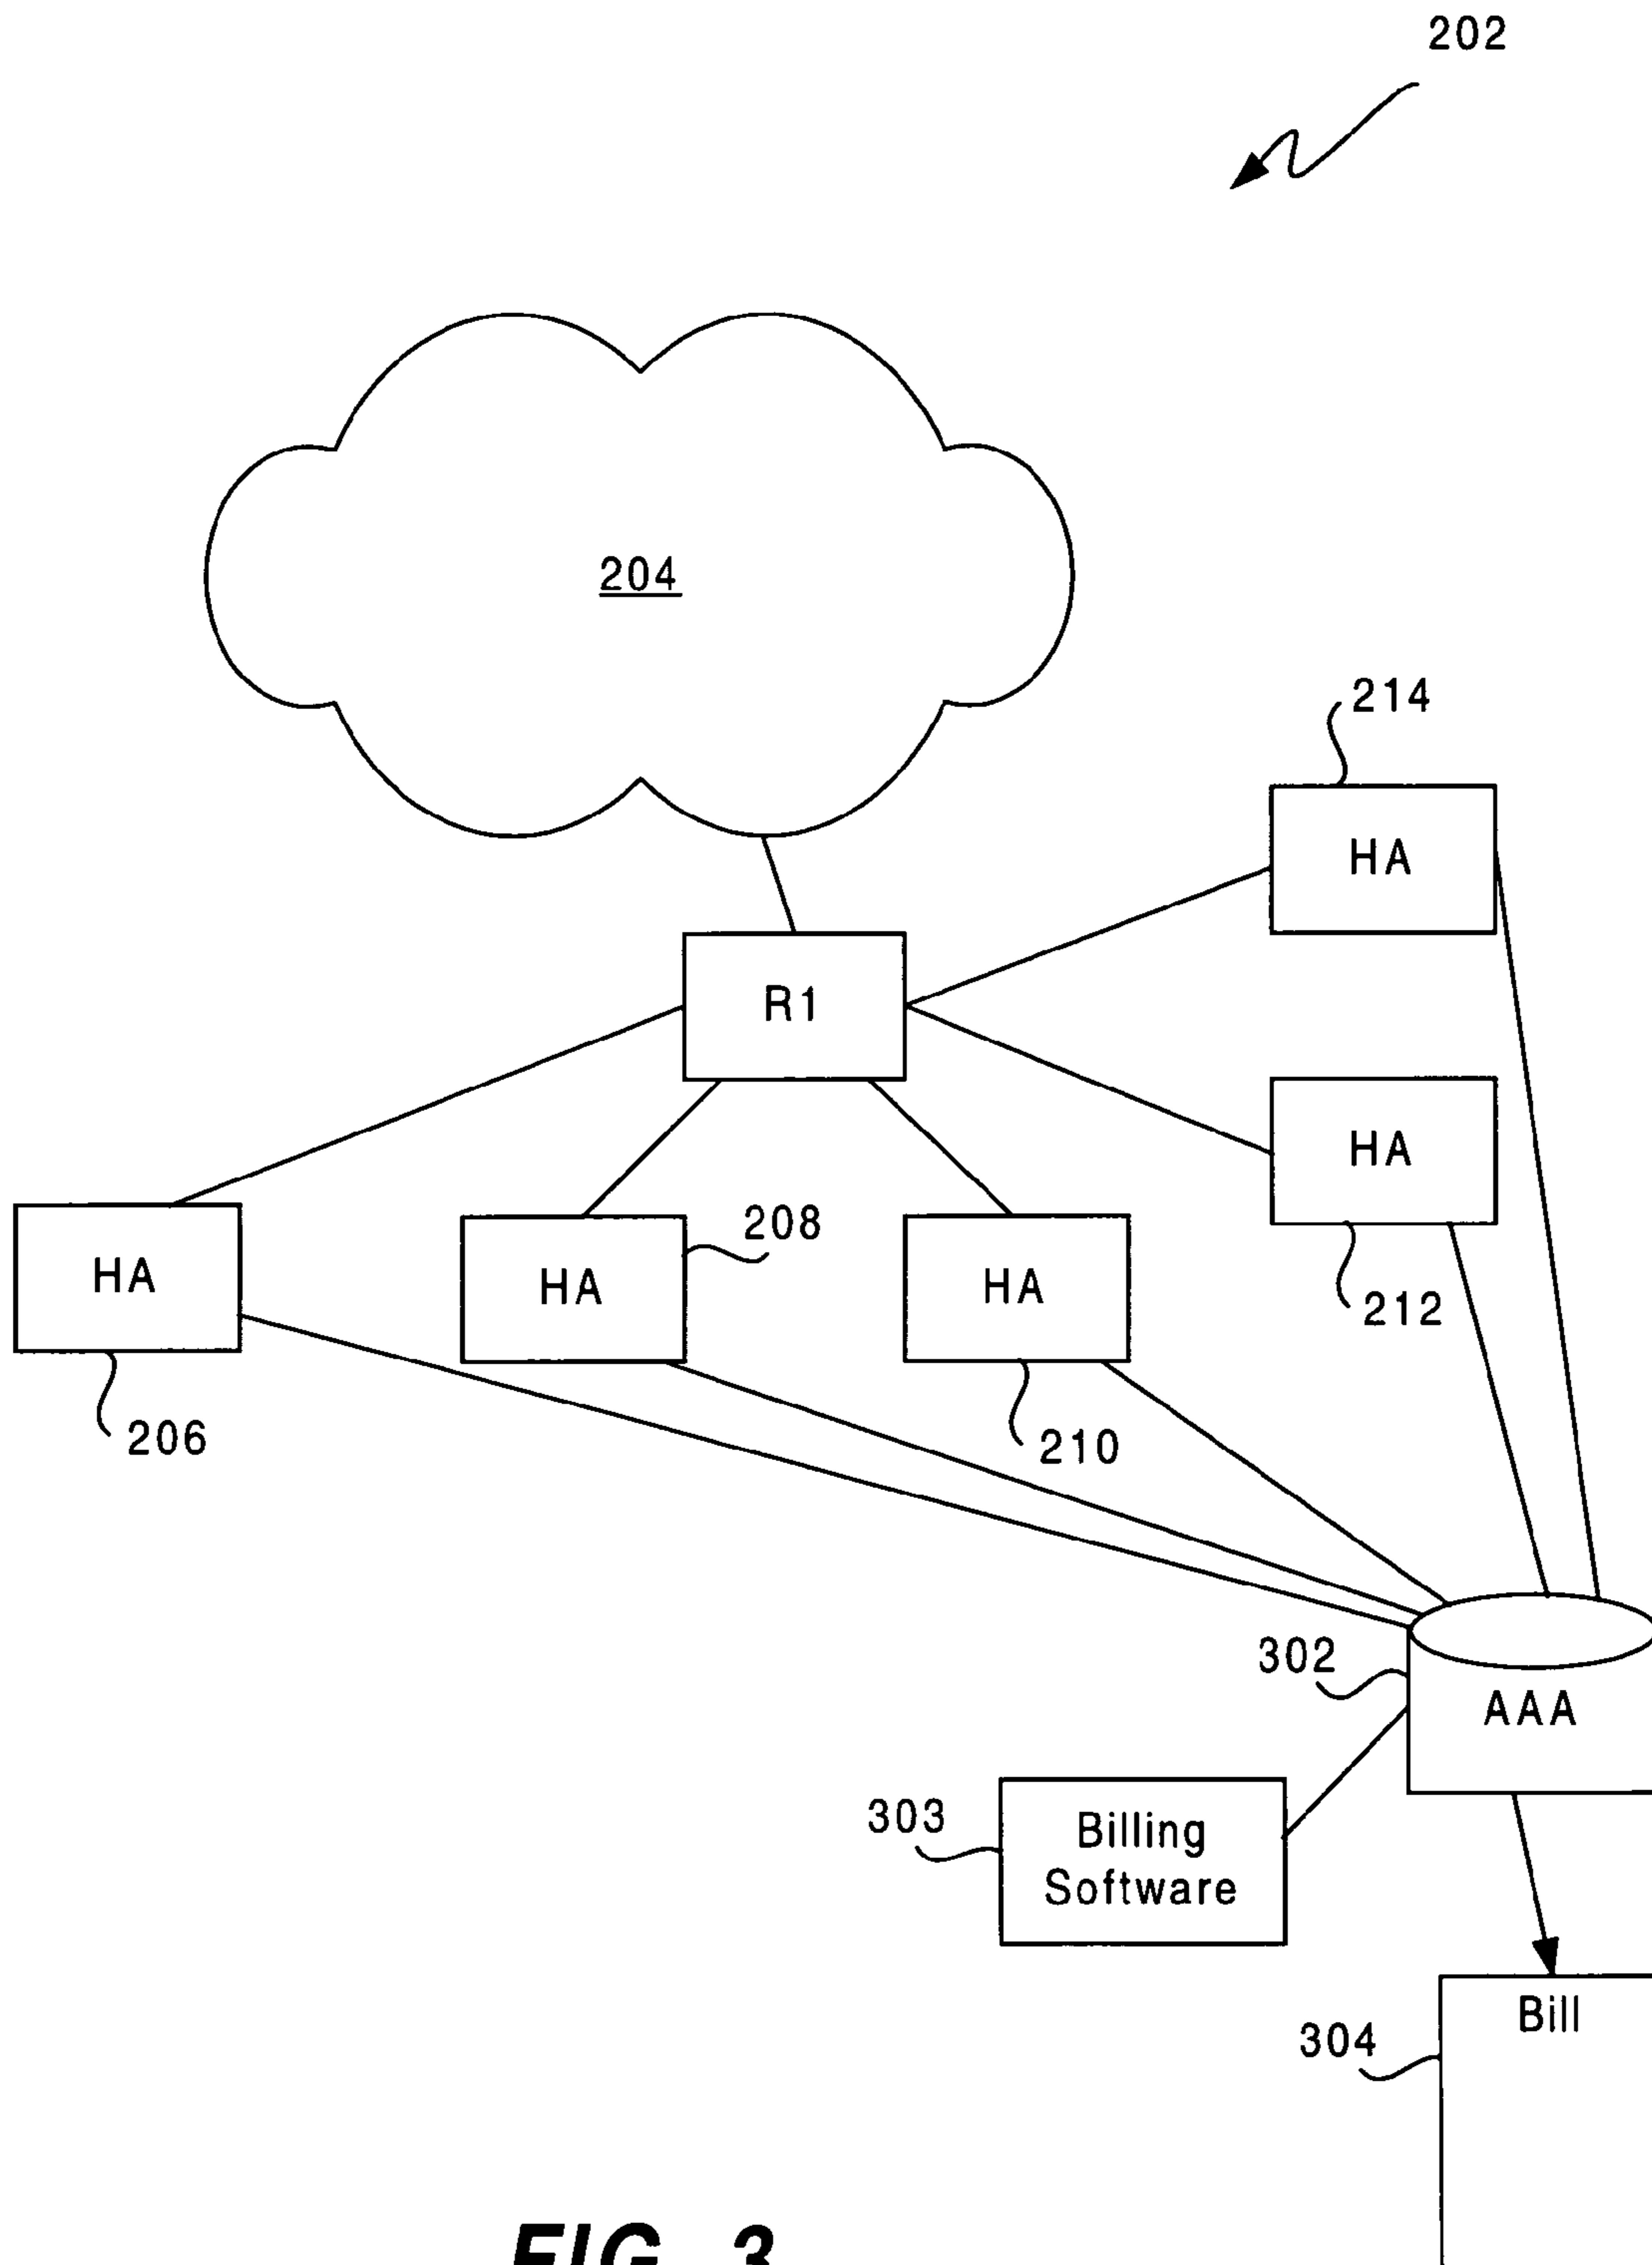 202
204
214
HA
R1
HA
208
HA
HA
HA
212
206
210
302
AAA
303
Billing
Software
Bill
304
FIG. 3